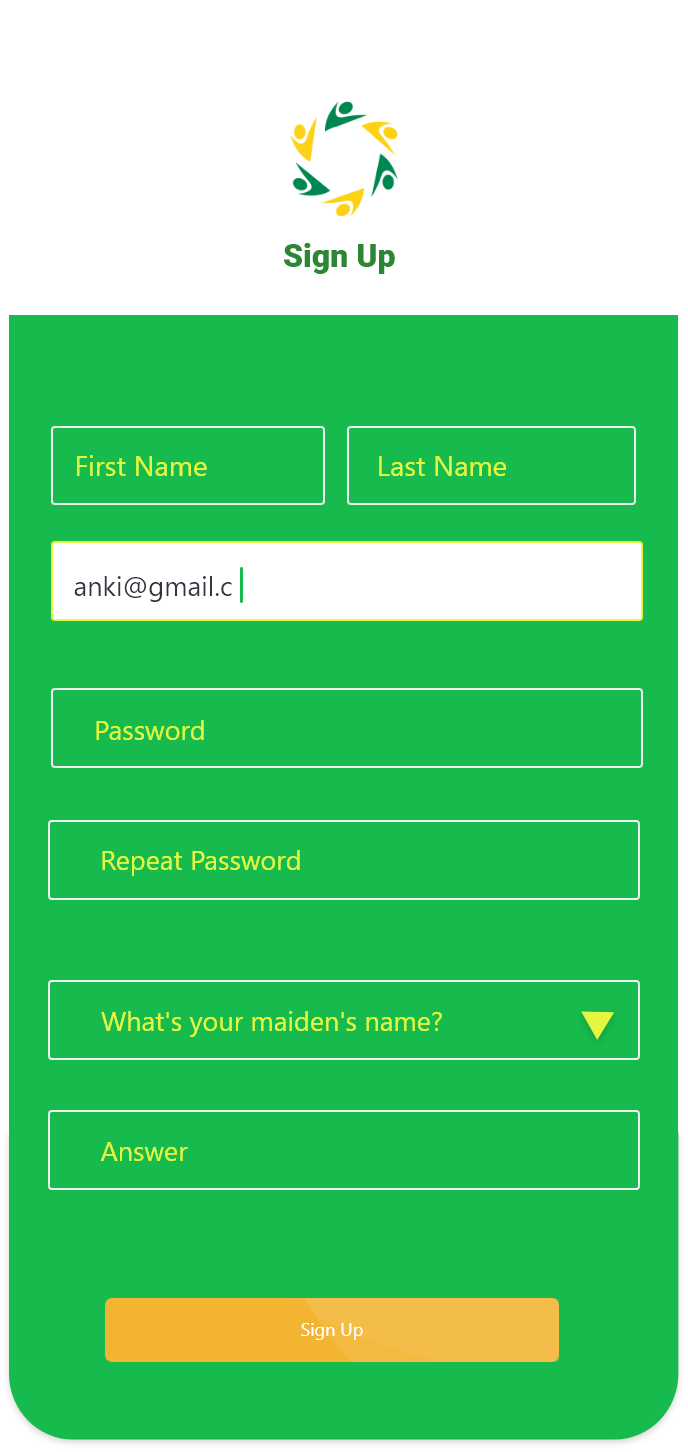 Sign Up
First Name Last Name
anki@gmail.c
Password
Repeat Password
What's your maiden's name?
Answer
Sign Up